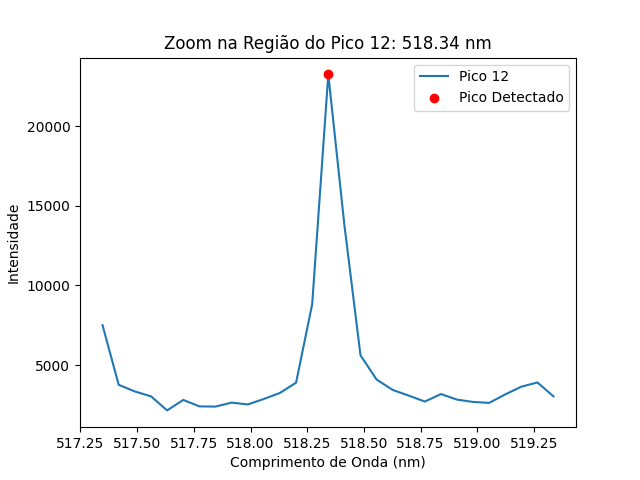 Zoom na Região do Pico 12: 518.34 nm
Pico 12
Pico Detectado
Intensidade
20000
15000
10000
5000
517.25 517.50 517.75 518.00 518.25 518.50 518.75 519.00 519.25
Comprimento de Onda (nm)